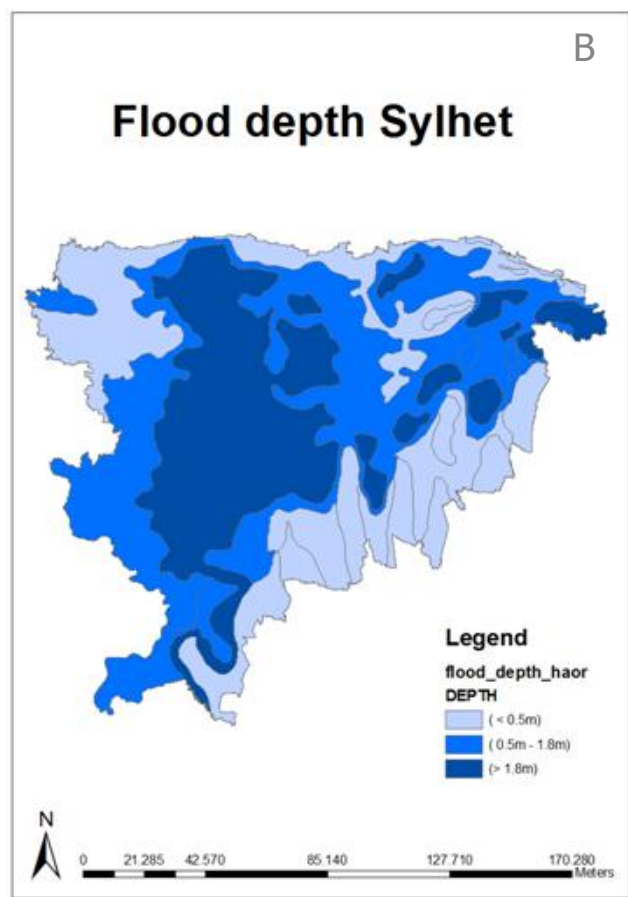 B
Flood depth Sylhet
Legend
flood_depth_haor
DEPTH
( < 0.5m)
( 0.5m - 1.8m)
(> 1.8m)
N
0 21.285 42.570 85.140 127.710 170.280
Meters